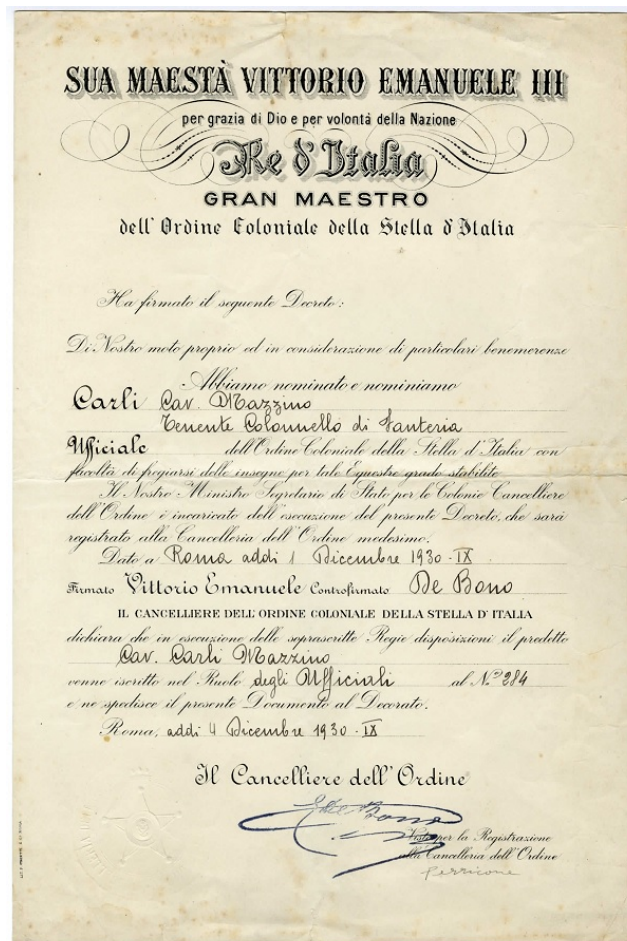 SUA MAESTÀ VITTORIO EMANUELE III
per grazia di Dio e per volontà della Nazione
Re d'Italia
GRAN MAESTRO
dell' Ordine Coloniale della Stella d'Italia
Ha firmato il seguente Decreto:
Di Nostro moto proprio ed in considerazione di particolari benemerenze
Abbiamo nominato e nominiamo
Carli Cav. Mazzino
Tenente Colonnello di Fanteria
Ufficiale dell'Ordine Coloniale della Stella d'Italia con
facoltà di fregiarsi delle insegne per tale Equestre grado stabilite
Il Nostro Ministro Segretario di Stato per le Colonie Cancelliere
dell'Ordine è incaricato dell'esecuzione del presente Decreto, che sarà
registrato alla Cancelleria dell'Ordine medesimo.
Dato a Roma addì 1 Dicembre 1930 - IX
Firmato Vittorio Emanuele Controfirmato De Bono
IL CANCELLIERE DELL'ORDINE COLONIALE DELLA STELLA D'ITALIA
dichiara che in esecuzione delle soprascritte Regie disposizioni il predetto
Cav. Carli Mazzino
venne iscritto nel Ruolo degli Ufficiali al N.º 284
e ne spedisce il presente Documento al Decorato.
Roma, addì 4 Dicembre 1930 - IX
Il Cancelliere dell'Ordine
De Bono
Visto per la Registrazione
alla Cancelleria dell'Ordine
Perricone